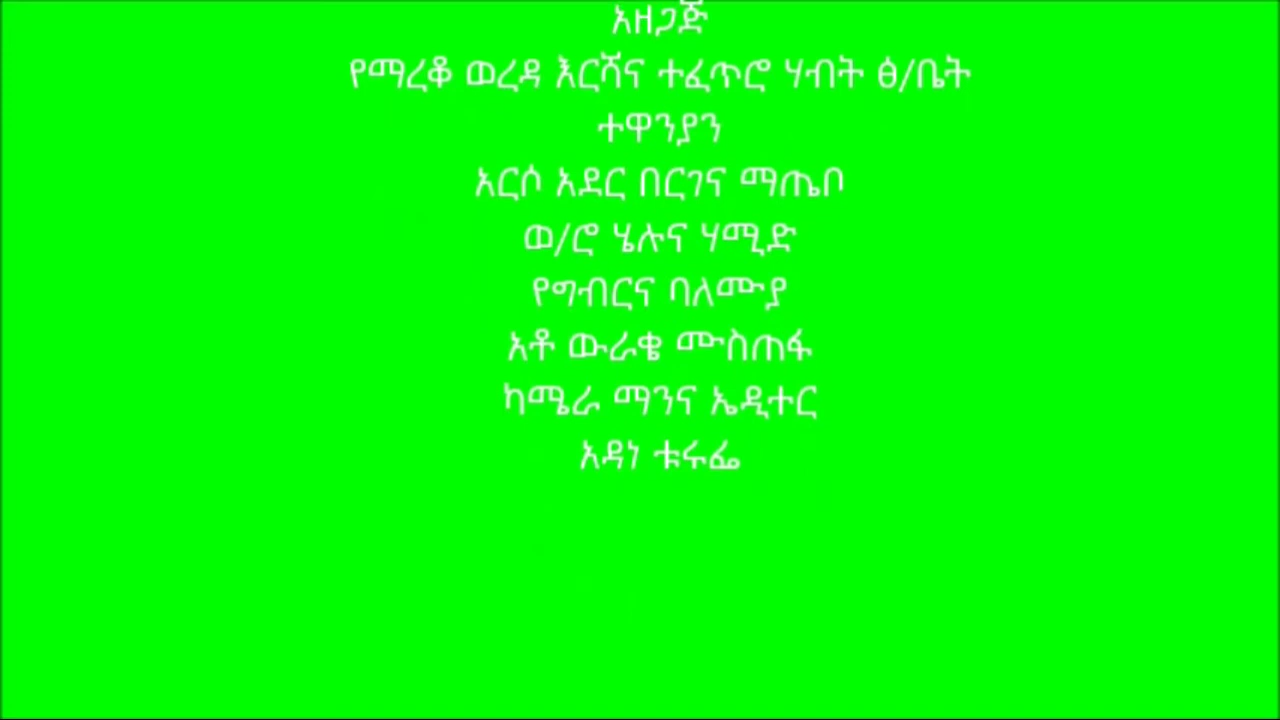 አዘጋጅ
የማረቆ ወረዳ እርሻና ተፈጥሮ ሃብት ፅ/ቤት
ተዋንያን
አርሶ አደር በርገና ማጤቦ
ወ/ሮ ሄሉና ሃሚድ
የግብርና ባለሙያ
አቶ ውራቄ ሙስጠፋ
ካሜራ ማንና ኤዲተር
አዳነ ቱሩፌ